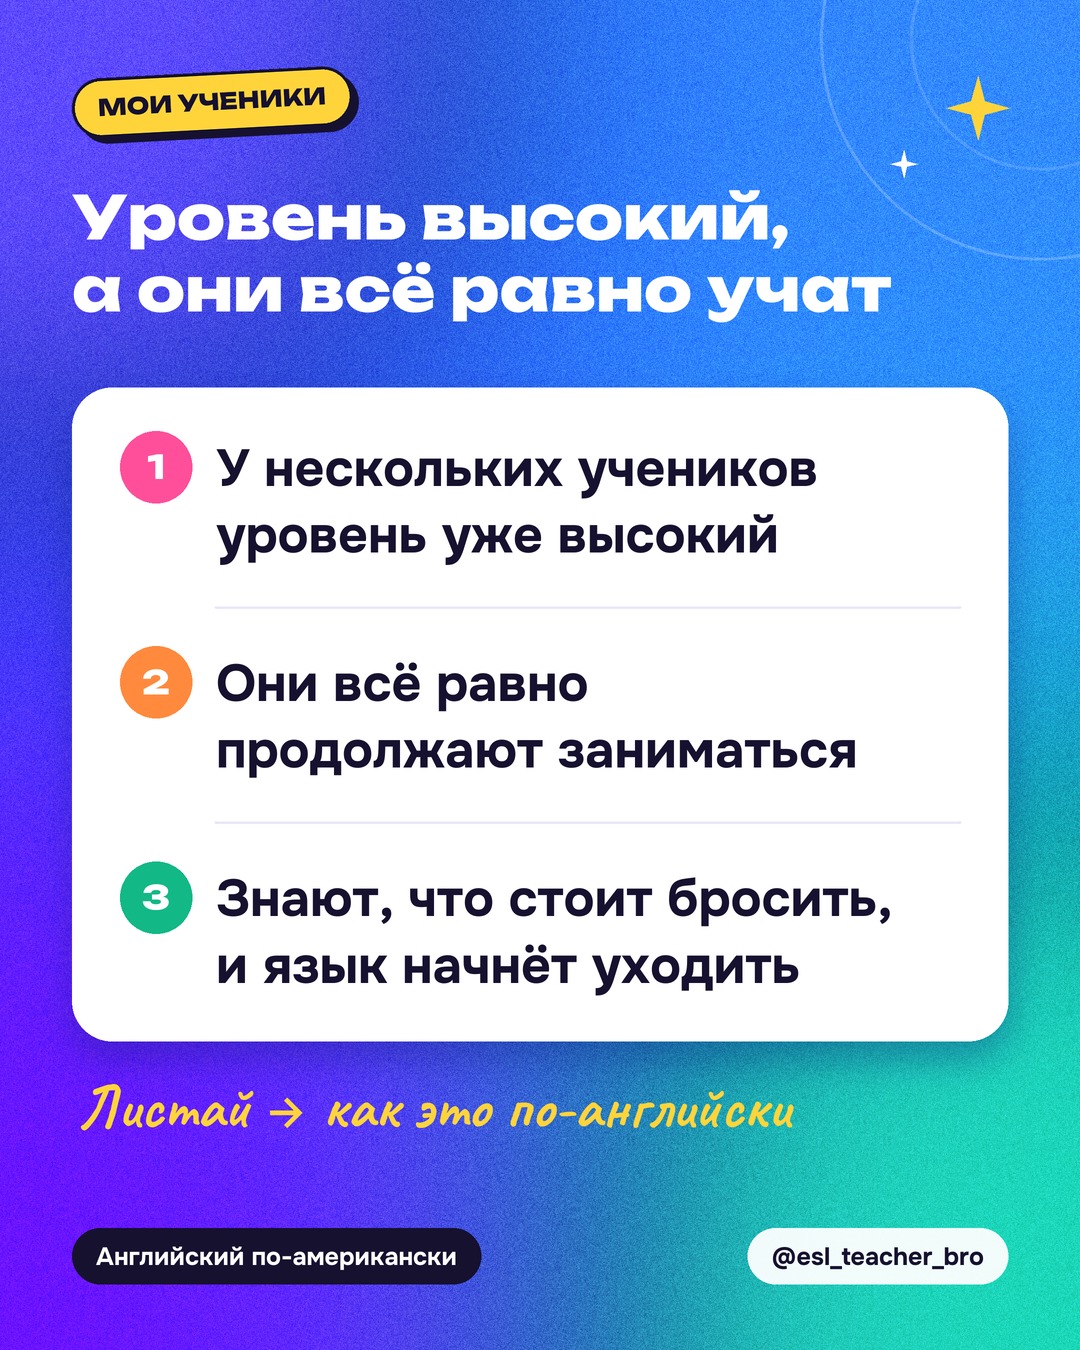 МОИ УЧЕНИКИ
Уровень высокий,
а они всё равно учат
1 У нескольких учеников
уровень уже высокий
2 Они всё равно
продолжают заниматься
3 Знают, что стоит бросить,
и язык начнёт уходить
Листай → как это по-английски
Английский по-американски
@esl_teacher_bro